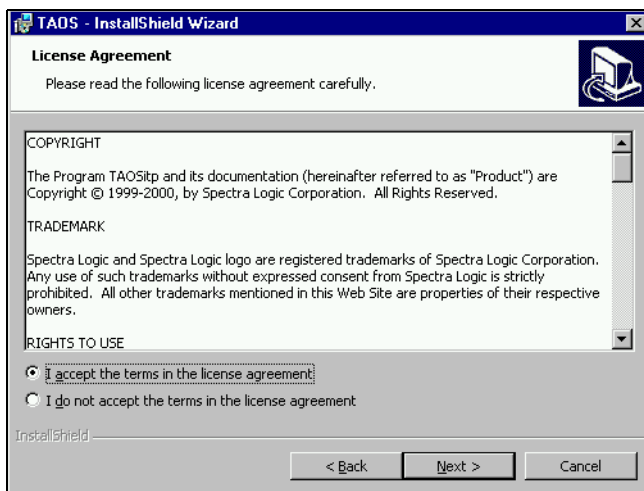 TAOS - InstallShield Wizard
License Agreement
Please read the following license agreement carefully.
COPYRIGHT
The Program TAOSitp and its documentation (hereinafter referred to as "Product") are
Copyright © 1999-2000, by Spectra Logic Corporation.  All Rights Reserved.
TRADEMARK
Spectra Logic and Spectra Logic logo are registered trademarks of Spectra Logic Corporation.
Any use of such trademarks without expressed consent from Spectra Logic is strictly
prohibited.  All other trademarks mentioned in this Web Site are properties of their respective
owners.
RIGHTS TO USE
I accept the terms in the license agreement
I do not accept the terms in the license agreement
InstallShield
< Back
Next >
Cancel